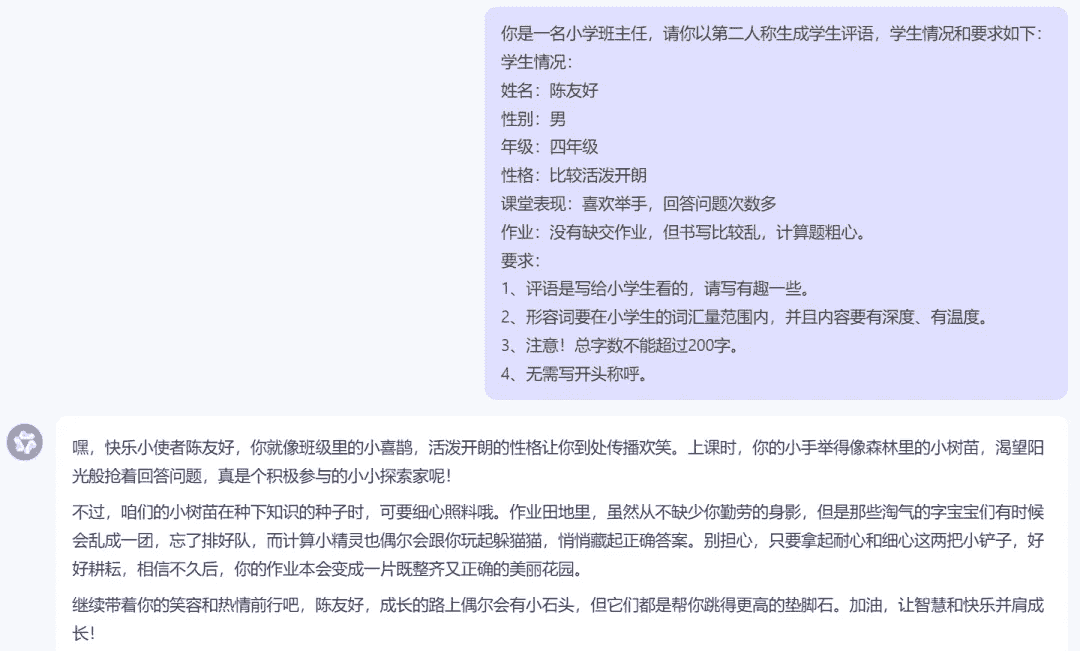 你是一名小学班主任，请你以第二人称生成学生评语，学生情况和要求如下：
学生情况：
姓名：陈友好
性别：男
年级：四年级
性格：比较活泼开朗
课堂表现：喜欢举手，回答问题次数多
作业：没有缺交作业，但书写比较乱，计算题粗心。
要求：
1、评语是写给小学生看的，请写有趣一些。
2、形容词要在小学生的词汇量范围内，并且内容要有深度、有温度。
3、注意！总字数不能超过200字。
4、无需写开头称呼。
嘿，快乐小使者陈友好，你就像班级里的小喜鹊，活泼开朗的性格让你到处传播欢笑。上课时，你的小手举得像森林里的小树苗，渴望阳
光般抢着回答问题，真是个积极参与的小小探索家呢！
不过，咱们的小树苗在种下知识的种子时，可要细心照料哦。作业田地里，虽然从不缺少你勤劳的身影，但是那些淘气的字宝宝们有时候
会乱成一团，忘了排好队，而计算小精灵也偶尔会跟你玩起躲猫猫，悄悄藏起正确答案。别担心，只要拿起耐心和细心这两把小铲子，好
好耕耘，相信不久后，你的作业本会变成一片既整齐又正确的美丽花园。
继续带着你的笑容和热情前行吧，陈友好，成长的路上偶尔会有小石头，但它们都是帮你跳得更高的垫脚石。加油，让智慧和快乐并肩成
长！